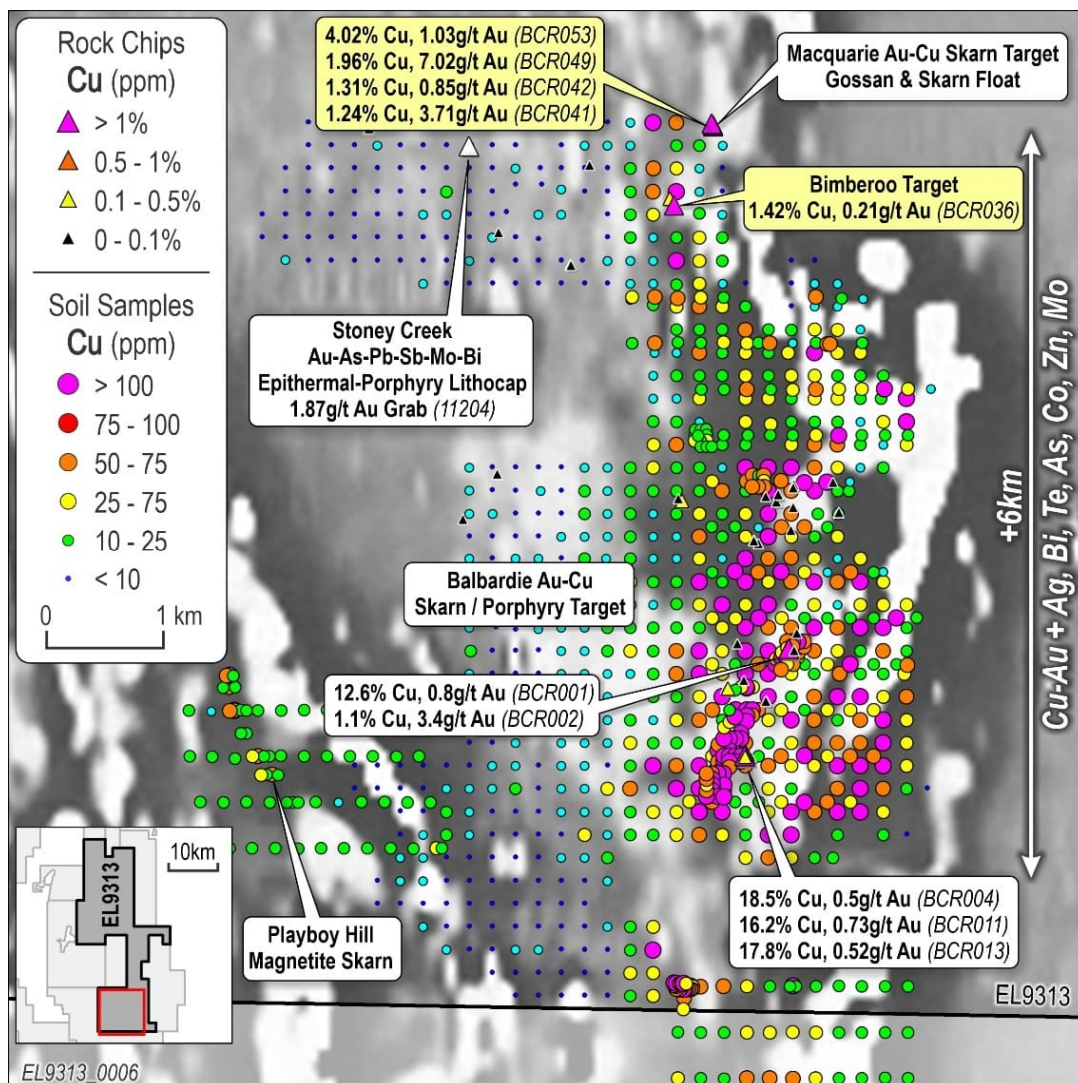 Rock Chips
Cu (ppm)
> 1%
0.5 - 1%
0.1 - 0.5%
0 - 0.1%
Soil Samples
Cu (ppm)
> 100
75 - 100
50 - 75
25 - 75
10 - 25
< 10
0 1 km
4.02% Cu, 1.03g/t Au (BCR053)
1.96% Cu, 7.02g/t Au (BCR049)
1.31% Cu, 0.85g/t Au (BCR042)
1.24% Cu, 3.71g/t Au (BCR041)
Macquarie Au-Cu Skarn Target
Gossan & Skarn Float
Bimberoo Target
1.42% Cu, 0.21g/t Au (BCR036)
Stoney Creek
Au-As-Pb-Sb-Mo-Bi
Epithermal-Porphyry Lithocap
1.87g/t Au Grab (11204)
+6km
Cu-Au + Ag, Bi, Te, As, Co, Zn, Mo
Balbardie Au-Cu
Skarn / Porphyry Target
12.6% Cu, 0.8g/t Au (BCR001)
1.1% Cu, 3.4g/t Au (BCR002)
18.5% Cu, 0.5g/t Au (BCR004)
16.2% Cu, 0.73g/t Au (BCR011)
17.8% Cu, 0.52g/t Au (BCR013)
Playboy Hill
Magnetite Skarn
EL9313
10km
EL9313
EL9313_0006